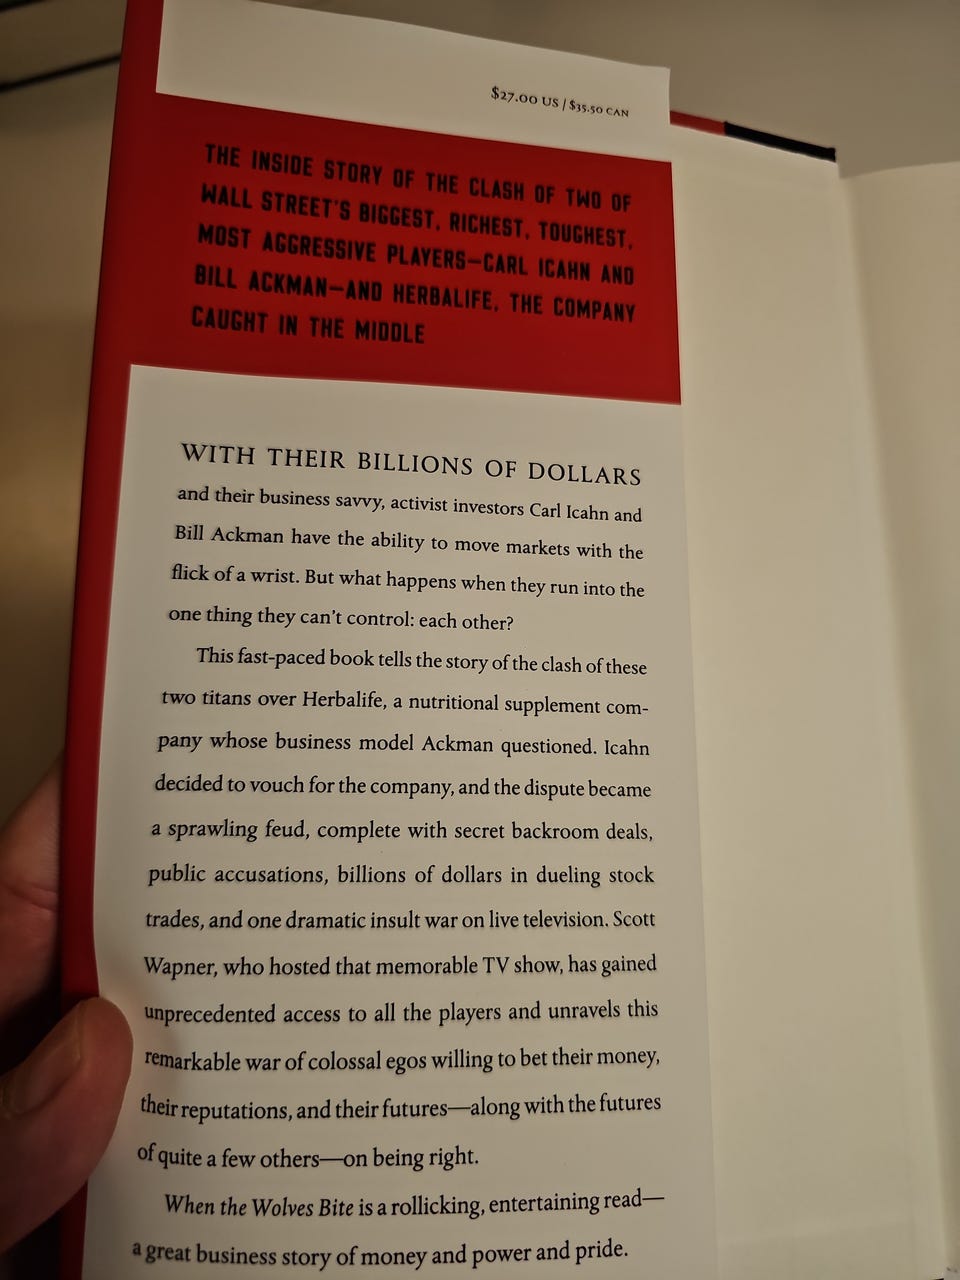 $27.00 US / $35.50 CAN
THE INSIDE STORY OF THE CLASH OF TWO OF
WALL STREET'S BIGGEST, RICHEST, TOUGHEST,
MOST AGGRESSIVE PLAYERS—CARL ICAHN AND
BILL ACKMAN—AND HERBALIFE, THE COMPANY
CAUGHT IN THE MIDDLE
WITH THEIR BILLIONS OF DOLLARS
and their business savvy, activist investors Carl Icahn and
Bill Ackman have the ability to move markets with the
flick of a wrist. But what happens when they run into the
one thing they can't control: each other?
This fast-paced book tells the story of the clash of these
two titans over Herbalife, a nutritional supplement com-
pany whose business model Ackman questioned. Icahn
decided to vouch for the company, and the dispute became
a sprawling feud, complete with secret backroom deals,
public accusations, billions of dollars in dueling stock
trades, and one dramatic insult war on live television. Scott
Wapner, who hosted that memorable TV show, has gained
unprecedented access to all the players and unravels this
remarkable war of colossal egos willing to bet their money,
their reputations, and their futures—along with the futures
of quite a few others—on being right.
When the Wolves Bite is a rollicking, entertaining read—
a great business story of money and power and pride.